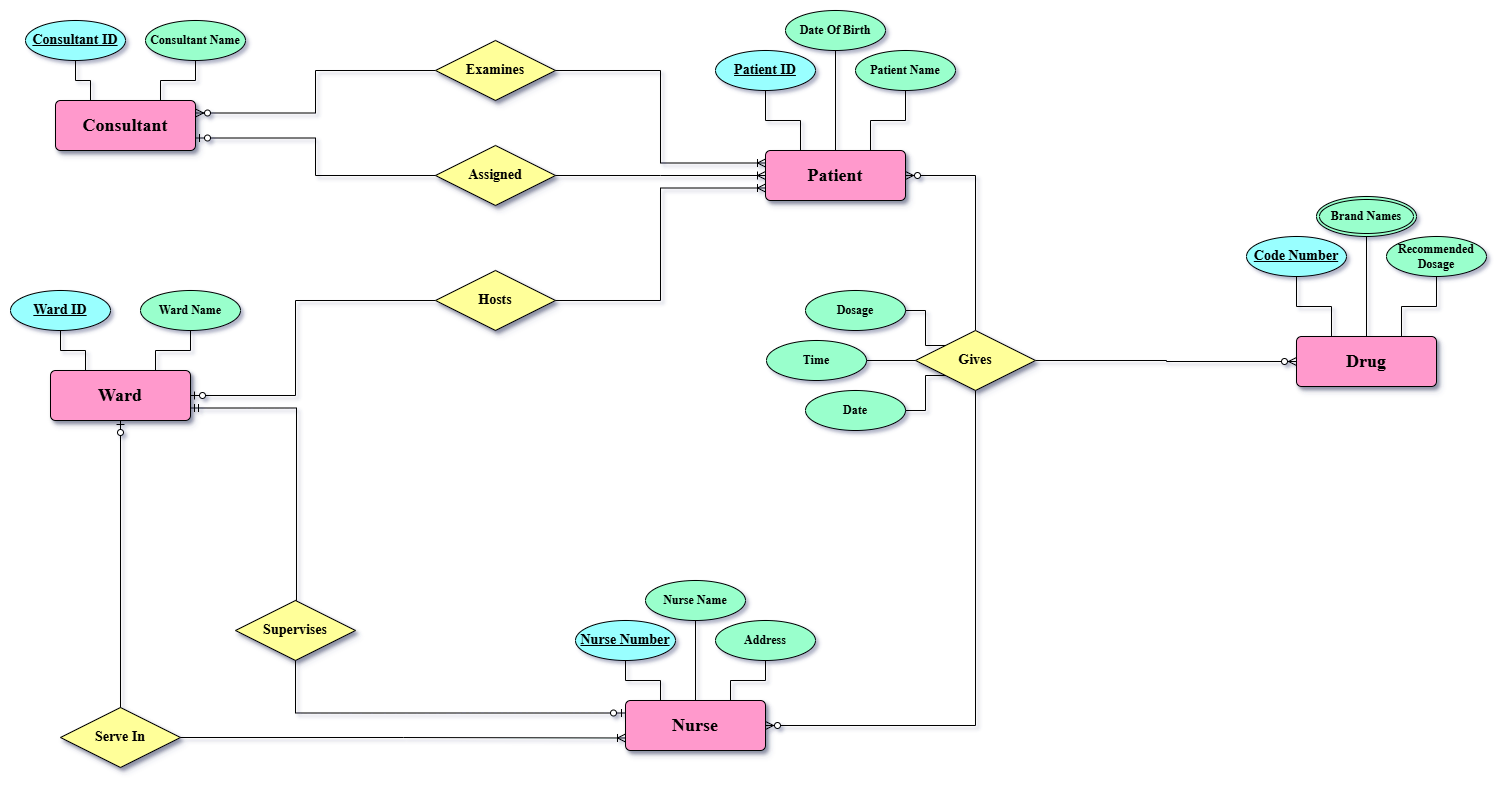 Consultant ID
Consultant Name
Examines
Consultant
Assigned
Date Of Birth
Patient ID
Patient Name
Patient
Hosts
Ward ID
Ward Name
Ward
Dosage
Time
Date
Gives
Brand Names
Code Number
Recommended
Dosage
Drug
Supervises
Serve In
Nurse Name
Nurse Number
Address
Nurse